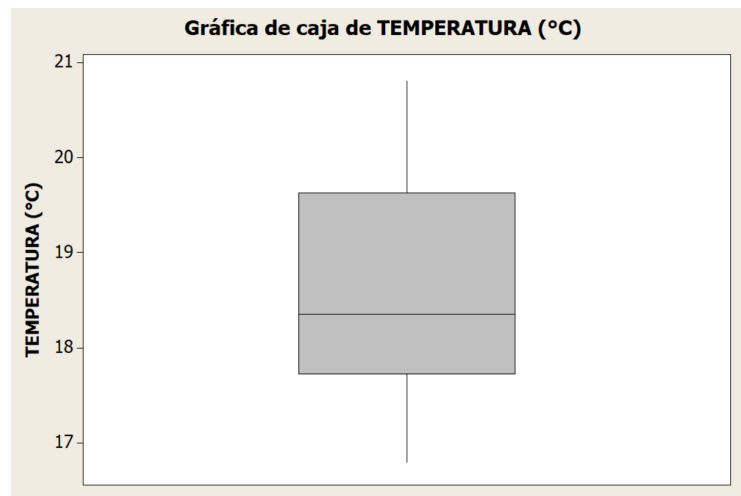 Gráfica de caja de TEMPERATURA (°C)
TEMPERATURA (°C)
21
20
19
18
17